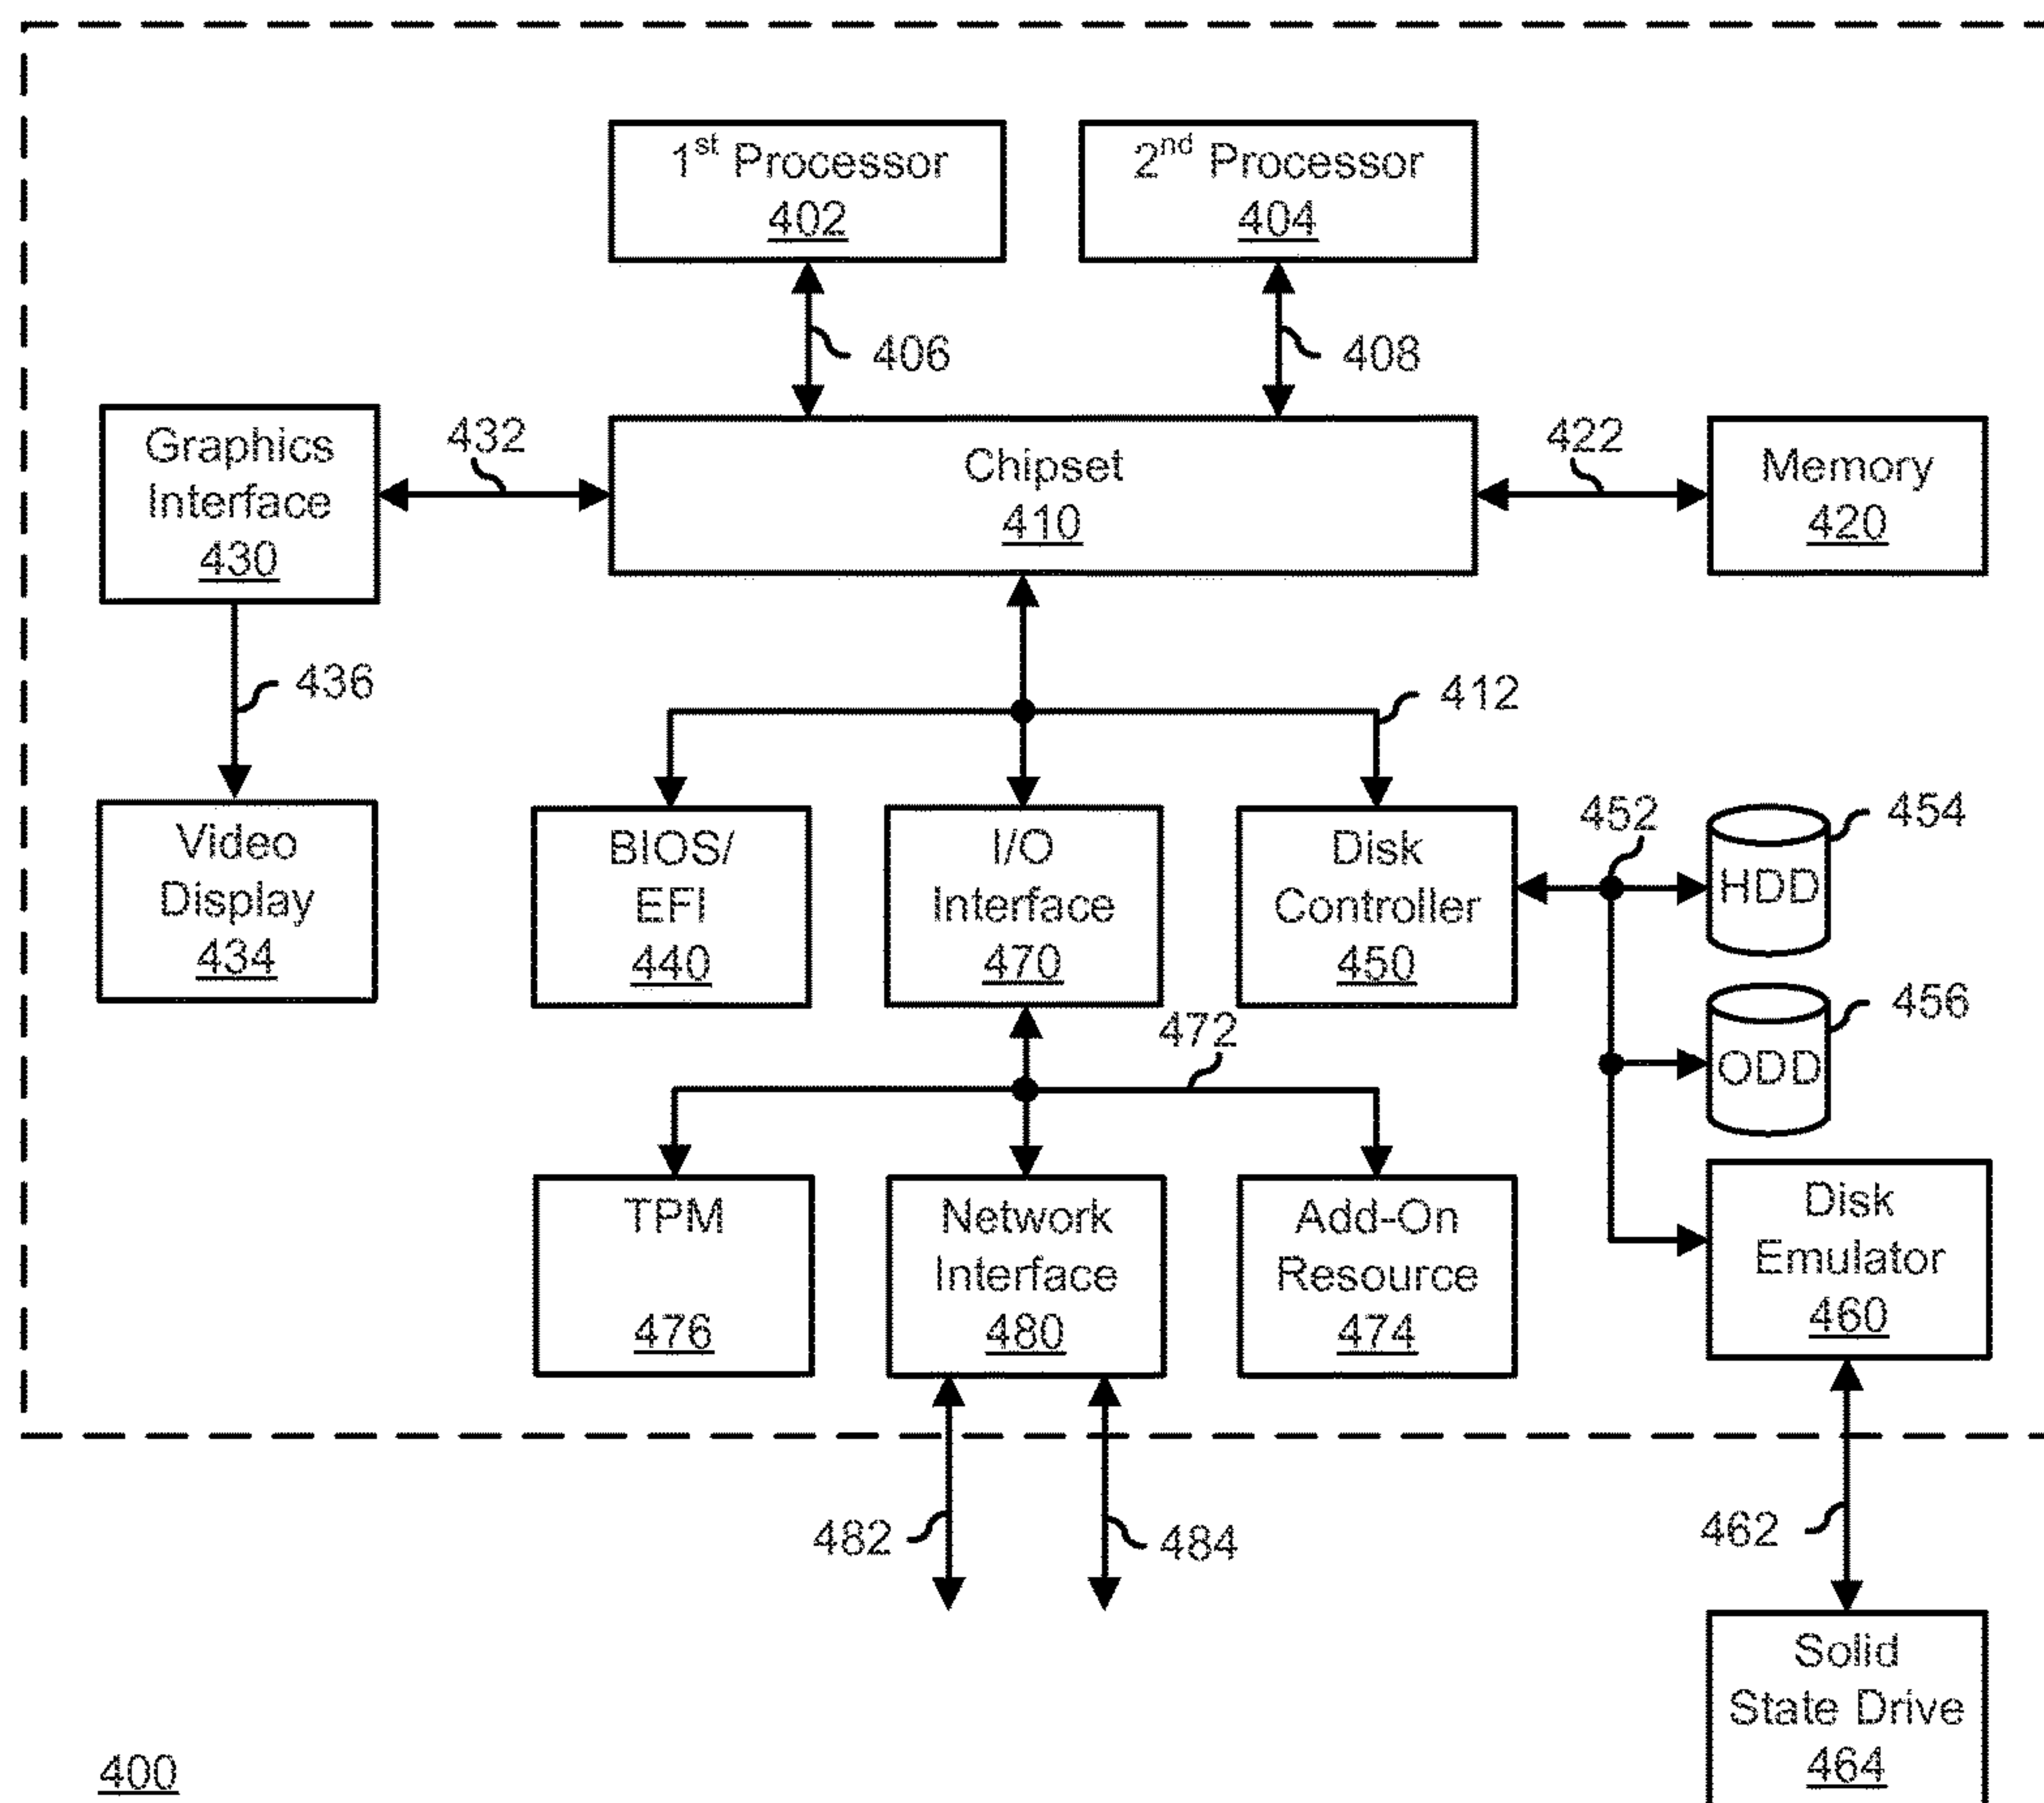 1st Processor
402
2nd Processor
404
406
408
Graphics
Interface
430
432
Chipset
410
422
Memory
420
436
412
Video
Display
434
BIOS/
EFI
440
I/O
Interface
470
Disk
Controller
450
452
454
HDD
456
ODD
472
TPM
476
Network
Interface
480
Add-On
Resource
474
Disk
Emulator
460
482
484
462
Solid
State Drive
464
400